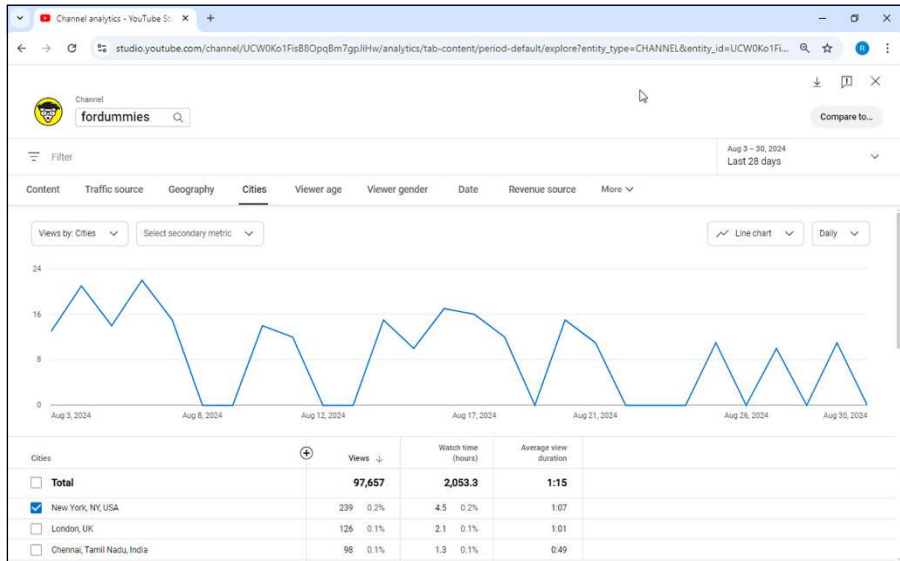 Channel analytics - YouTube St
studio.youtube.com/channel/UCW0Ko1FisB8OpqBm7gpJiHw/analytics/tab-content/period-default/explore?entity_type=CHANNEL&entity_id=UCW0Ko1Fi...
R
Channel
fordummies
Compare to...
Filter
Aug 3 – 30, 2024
Last 28 days
Content Traffic source Geography Cities Viewer age Viewer gender Date Revenue source More
Views by: Cities Select secondary metric Line chart Daily
24
16
8
0
Aug 3, 2024 Aug 8, 2024 Aug 12, 2024 Aug 17, 2024 Aug 21, 2024 Aug 26, 2024 Aug 30, 2024
Cities Views Watch time (hours) Average view duration
Total 97,657 2,053.3 1:15
New York, NY, USA 239 0.2% 4.5 0.2% 1:07
London, UK 126 0.1% 2.1 0.1% 1:01
Chennai, Tamil Nadu, India 98 0.1% 1.3 0.1% 0:49